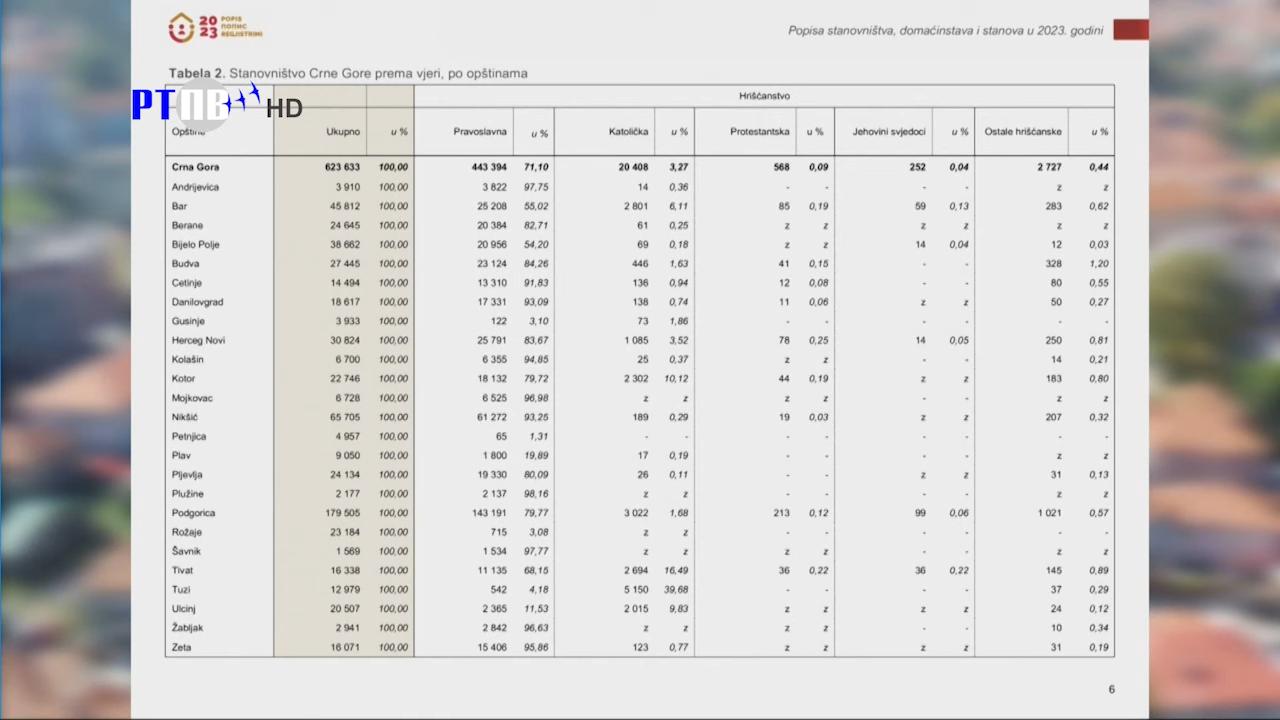 20 POPIS
23 ПОПИС
REGJISTRIMI
Popisa stanovništva, domaćinstava i stanova u 2023. godini
Tabela 2. Stanovništvo Crne Gore prema vjeri, po opštinama
РТНВ HD
Hrišćanstvo
Opština Ukupno u % Pravoslavna u % Katolička u % Protestantska u % Jehovini svjedoci u % Ostale hrišćanske u %
Crna Gora 623 633 100,00 443 394 71,10 20 408 3,27 568 0,09 252 0,04 2 727 0,44
Andrijevica 3 910 100,00 3 822 97,75 14 0,36 - - - - z z
Bar 45 812 100,00 25 208 55,02 2 801 6,11 85 0,19 59 0,13 283 0,62
Berane 24 645 100,00 20 384 82,71 61 0,25 z z z z z z
Bijelo Polje 38 662 100,00 20 956 54,20 69 0,18 z z 14 0,04 12 0,03
Budva 27 445 100,00 23 124 84,26 446 1,63 41 0,15 - - 328 1,20
Cetinje 14 494 100,00 13 310 91,83 136 0,94 12 0,08 - - 80 0,55
Danilovgrad 18 617 100,00 17 331 93,09 138 0,74 11 0,06 z z 50 0,27
Gusinje 3 933 100,00 122 3,10 73 1,86 - - - - - -
Herceg Novi 30 824 100,00 25 791 83,67 1 085 3,52 78 0,25 14 0,05 250 0,81
Kolašin 6 700 100,00 6 355 94,85 25 0,37 z z - - 14 0,21
Kotor 22 746 100,00 18 132 79,72 2 302 10,12 44 0,19 z z 183 0,80
Mojkovac 6 728 100,00 6 525 96,98 z z z z - - z z
Nikšić 65 705 100,00 61 272 93,25 189 0,29 19 0,03 z z 207 0,32
Petnjica 4 957 100,00 65 1,31 - - - - - - - -
Plav 9 050 100,00 1 800 19,89 17 0,19 - - - - z z
Pljevlja 24 134 100,00 19 330 80,09 26 0,11 - - z z 31 0,13
Plužine 2 177 100,00 2 137 98,16 z z - - - - z z
Podgorica 179 505 100,00 143 191 79,77 3 022 1,68 213 0,12 99 0,06 1 021 0,57
Rožaje 23 184 100,00 715 3,08 z z - - - - - -
Šavnik 1 569 100,00 1 534 97,77 z z z z - - z z
Tivat 16 338 100,00 11 135 68,15 2 694 16,49 36 0,22 36 0,22 145 0,89
Tuzi 12 979 100,00 542 4,18 5 150 39,68 - - - - 37 0,29
Ulcinj 20 507 100,00 2 365 11,53 2 015 9,83 z z z z 24 0,12
Žabljak 2 941 100,00 2 842 96,63 z z z z - - 10 0,34
Zeta 16 071 100,00 15 406 95,86 123 0,77 z z z z 31 0,19
6